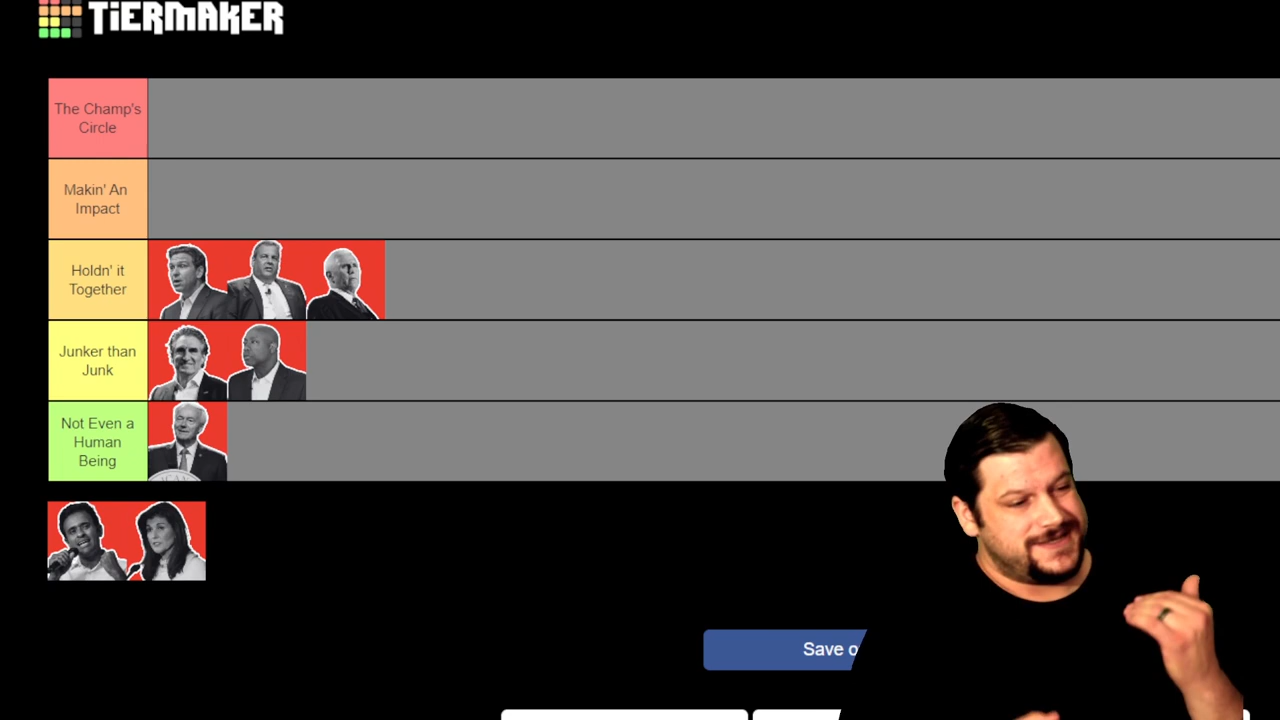 TiERMAKER
The Champ's
Circle
Makin' An
Impact
Holdn' it
Together
Junker than
Junk
Not Even a
Human
Being
Save o